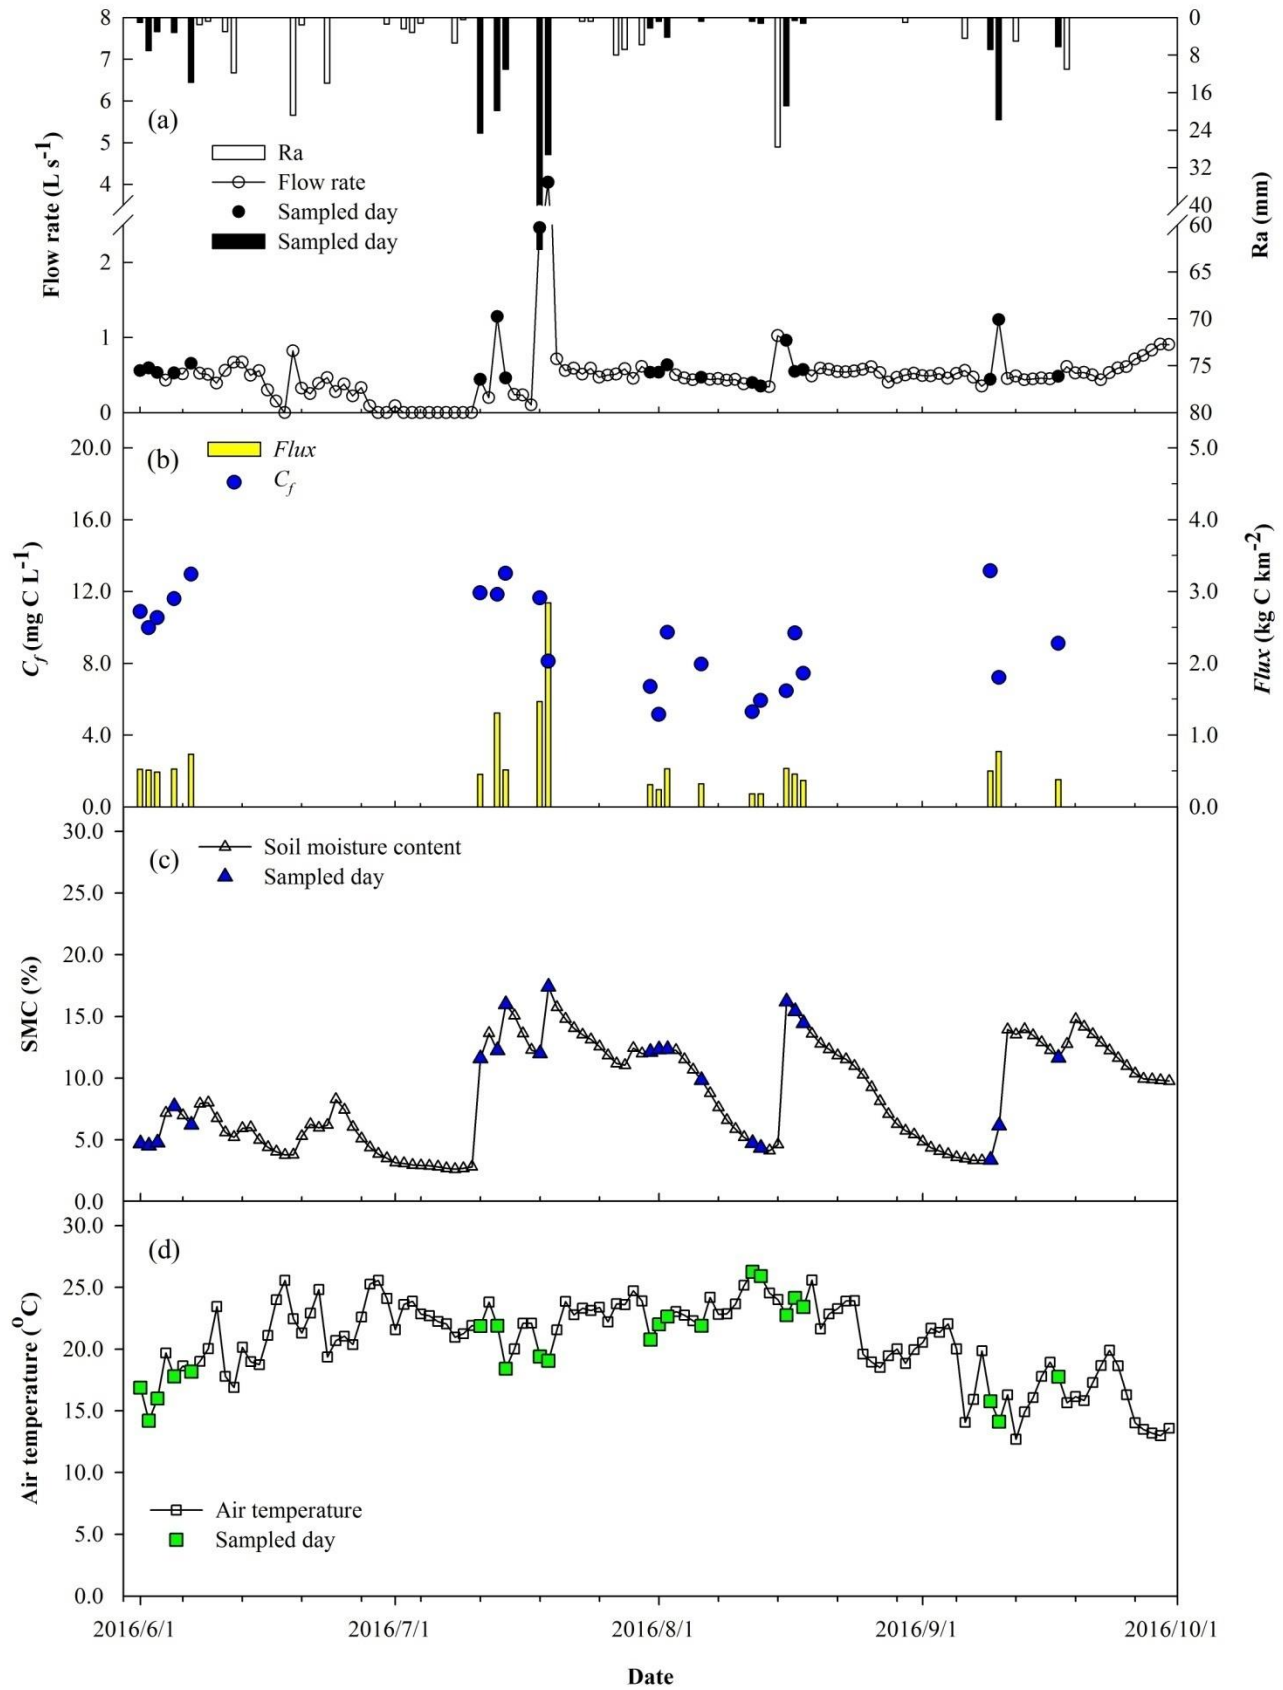 8
7
6
5
4
2
1
0
Flow rate (L s-1)
(a)
Ra
Flow rate
Sampled day
Sampled day
0
8
16
24
32
40
60
65
70
75
80
Ra (mm)
20.0
16.0
12.0
8.0
4.0
0.0
Cf (mg C L-1)
(b)
Flux
Cf
5.0
4.0
3.0
2.0
1.0
0.0
Flux (kg C km-2)
30.0
25.0
20.0
15.0
10.0
5.0
0.0
SMC (%)
(c)
Soil moisture content
Sampled day
30.0
25.0
20.0
15.0
10.0
5.0
0.0
Air temperature (oC)
(d)
Air temperature
Sampled day
2016/6/1 2016/7/1 2016/8/1 2016/9/1 2016/10/1
Date